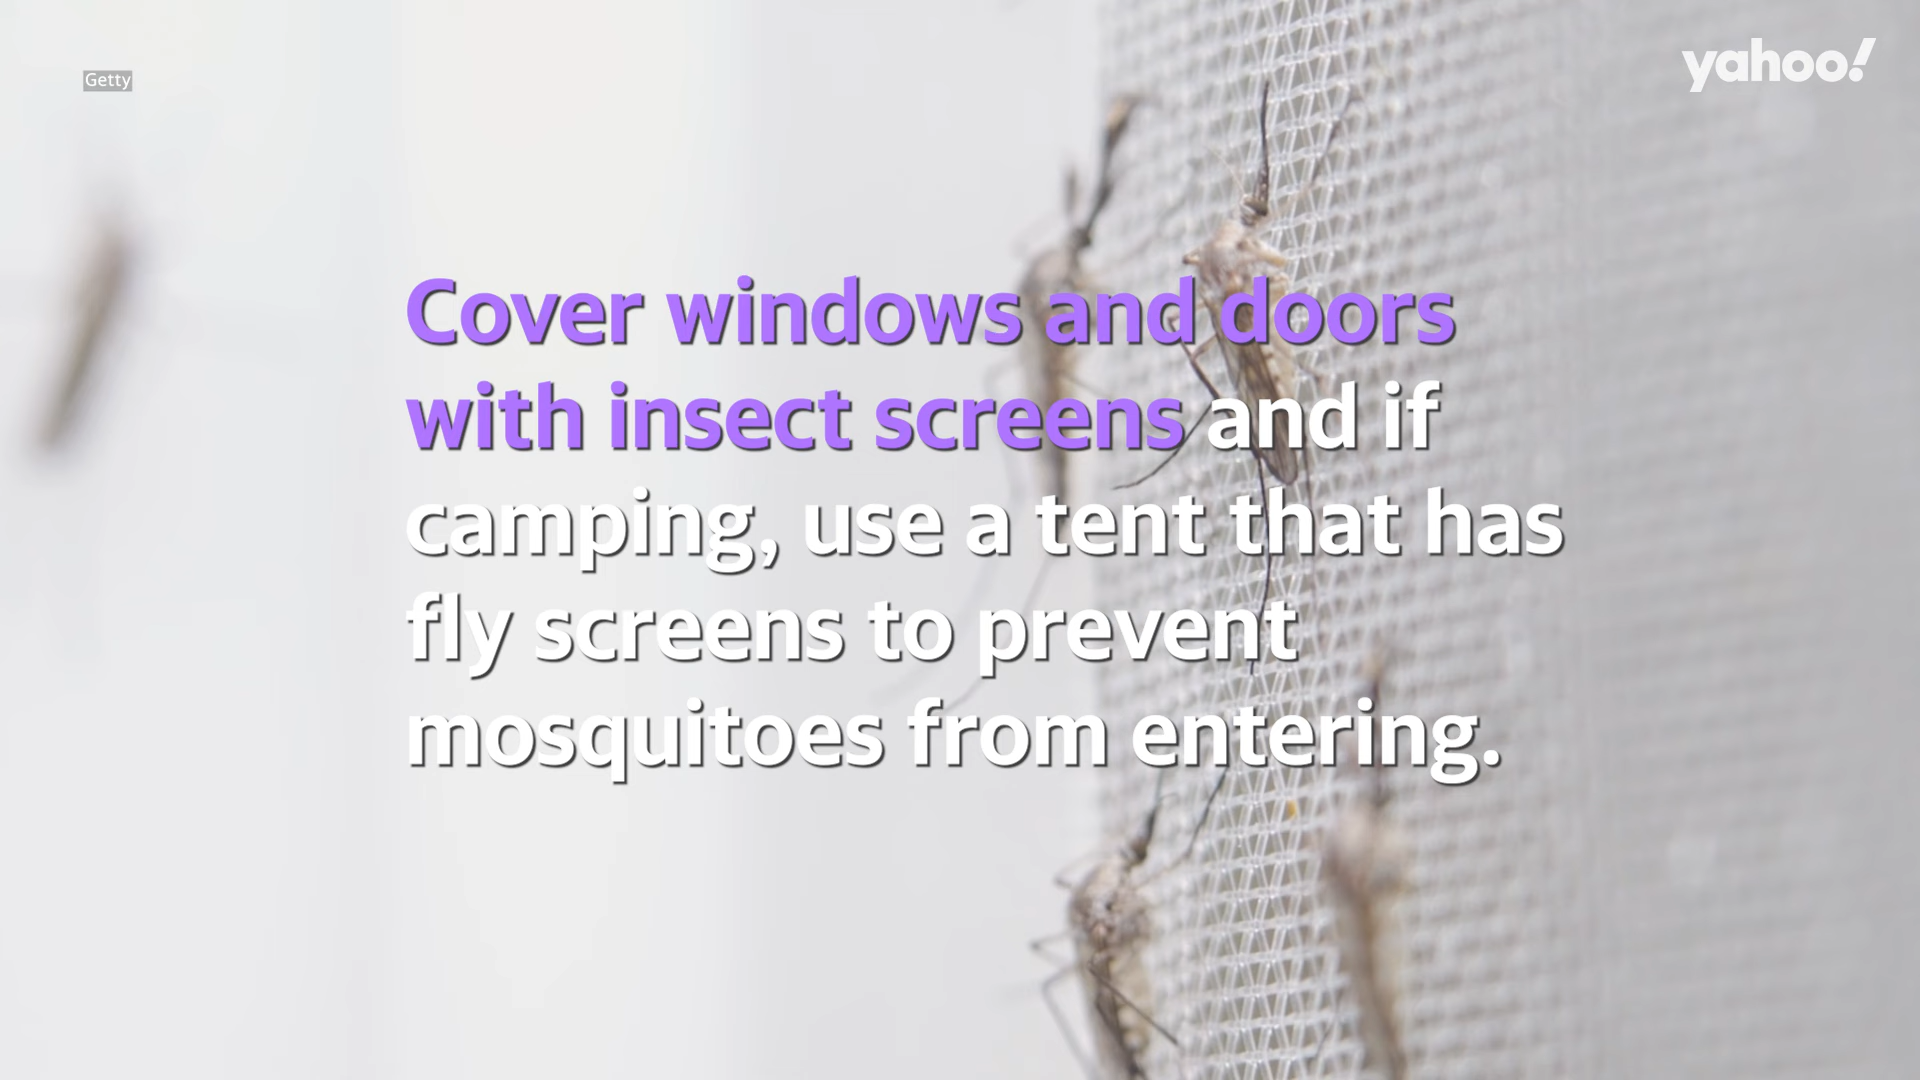 Getty
yahoo!
Cover windows and doors
with insect screens and if
camping, use a tent that has
fly screens to prevent
mosquitoes from entering.